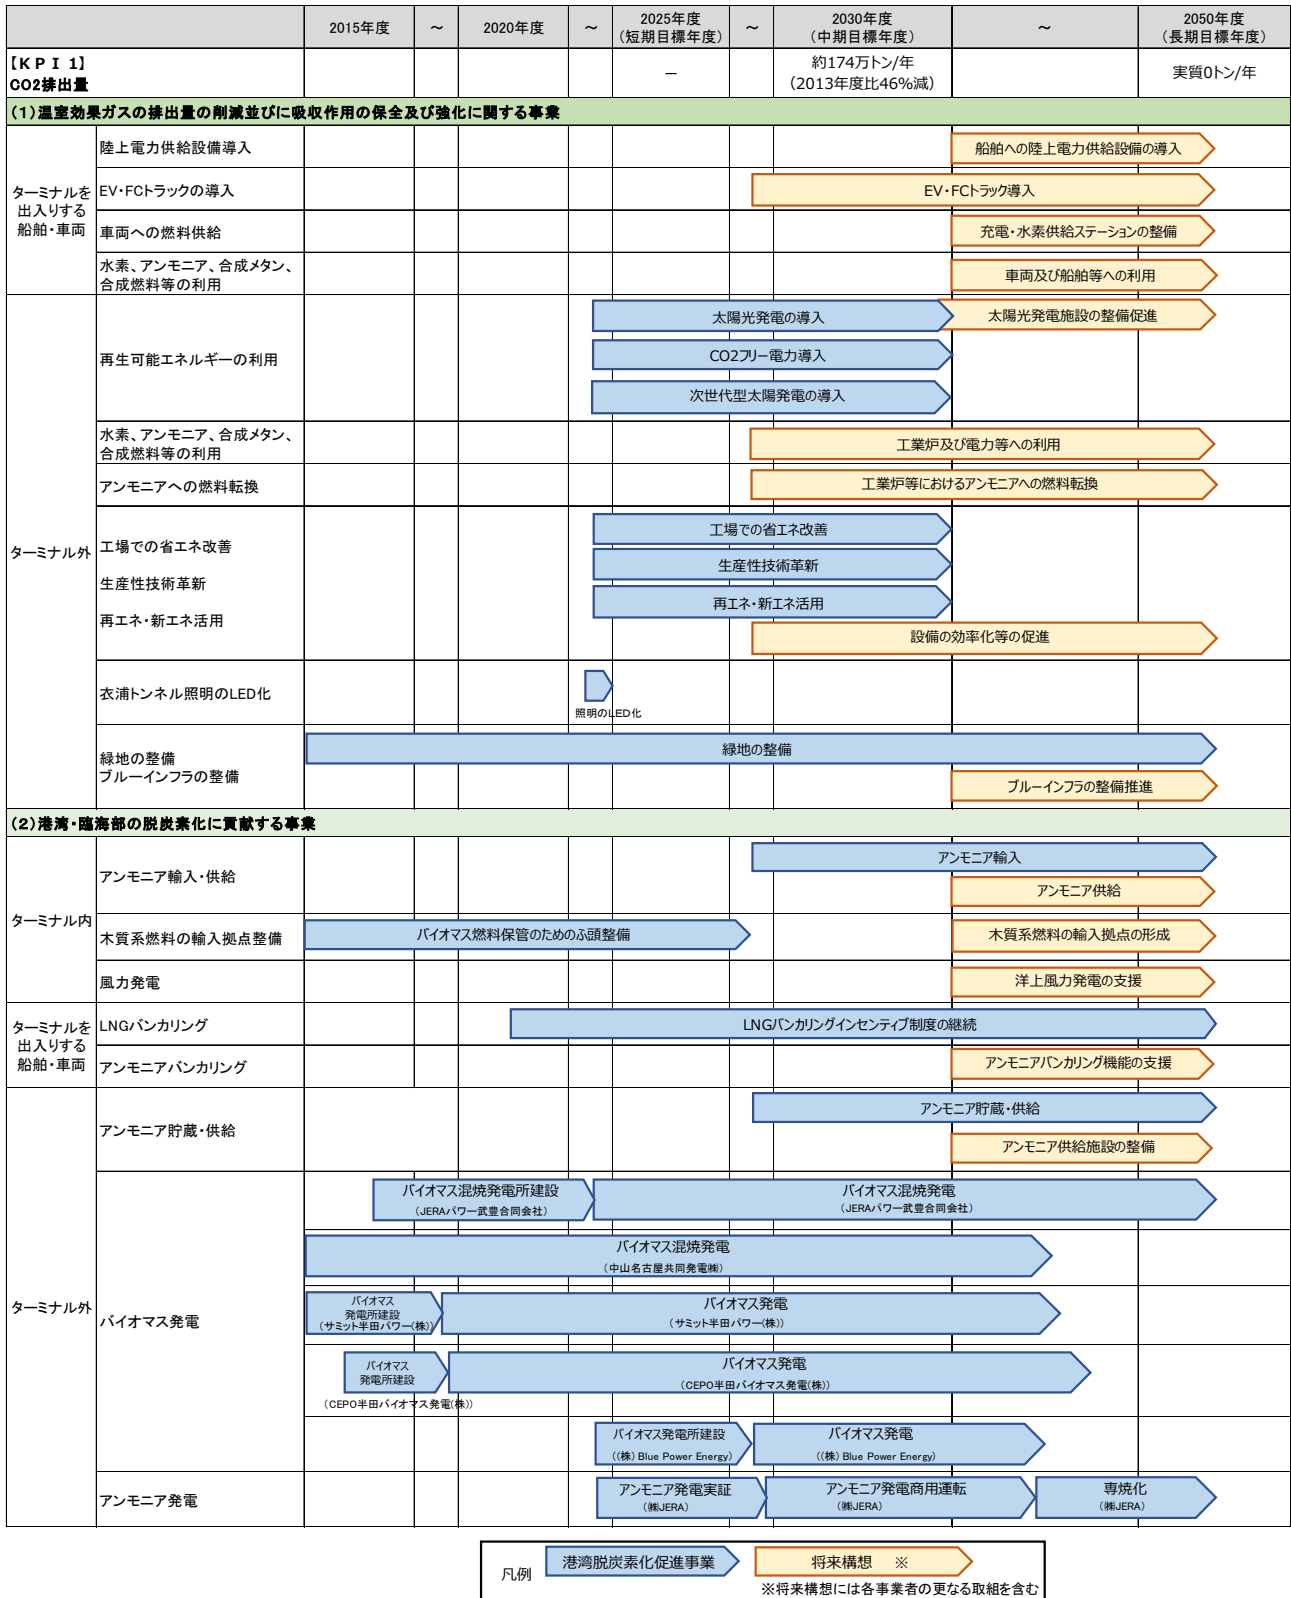 2015年度
～
2020年度
～
2025年度
（短期目標年度）
～
2030年度
（中期目標年度）
～
2050年度
（長期目標年度）
【ＫＰＩ 1】
CO2排出量
－
約174万トン/年
（2013年度比46％減）
実質0トン/年
（1）温室効果ガスの排出量の削減並びに吸収作用の保全及び強化に関する事業
ターミナルを
出入りする
船舶・車両
陸上電力供給設備導入
船舶への陸上電力供給設備の導入
EV・FCトラックの導入
EV・FCトラック導入
車両への燃料供給
充電・水素供給ステーションの整備
水素、アンモニア、合成メタン、
合成燃料等の利用
車両及び船舶等への利用
ターミナル外
再生可能エネルギーの利用
太陽光発電の導入
太陽光発電施設の整備促進
CO2フリー電力導入
次世代型太陽発電の導入
水素、アンモニア、合成メタン、
合成燃料等の利用
工業炉及び電力等への利用
アンモニアへの燃料転換
工業炉等におけるアンモニアへの燃料転換
工場での省エネ改善
生産性技術革新
再エネ・新エネ活用
工場での省エネ改善
生産性技術革新
再エネ・新エネ活用
設備の効率化等の促進
衣浦トンネル照明のLED化
照明のLED化
緑地の整備
ブルーインフラの整備
緑地の整備
ブルーインフラの整備推進
（2）港湾・臨海部の脱炭素化に貢献する事業
ターミナル内
アンモニア輸入・供給
アンモニア輸入
アンモニア供給
木質系燃料の輸入拠点整備
バイオマス燃料保管のためのふ頭整備
木質系燃料の輸入拠点の形成
風力発電
洋上風力発電の支援
ターミナルを
出入りする
船舶・車両
LNGバンカリング
LNGバンカリングインセンティブ制度の継続
アンモニアバンカリング
アンモニアバンカリング機能の支援
ターミナル外
アンモニア貯蔵・供給
アンモニア貯蔵・供給
アンモニア供給施設の整備
バイオマス発電
バイオマス混焼発電所建設
（JERAパワー武豊合同会社）
バイオマス混焼発電
（JERAパワー武豊合同会社）
バイオマス混焼発電
（中山名古屋共同発電㈱）
バイオマス
発電所建設
（サミット半田パワー(株)）
バイオマス発電
（サミット半田パワー(株)）
バイオマス
発電所建設
（CEPO半田バイオマス発電(株)）
バイオマス発電
（CEPO半田バイオマス発電(株)）
バイオマス発電所建設
（(株) Blue Power Energy）
バイオマス発電
（(株) Blue Power Energy）
アンモニア発電
アンモニア発電実証
（㈱JERA）
アンモニア発電商用運転
（㈱JERA）
専焼化
（㈱JERA）
凡例
港湾脱炭素化促進事業
将来構想　※
※将来構想には各事業者の更なる取組を含む